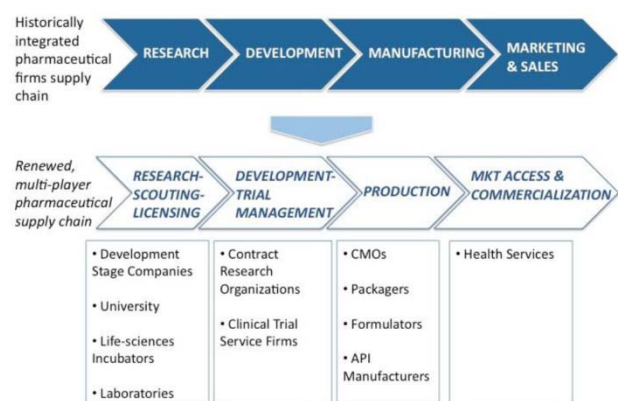 Historically
integrated
pharmaceutical
firms supply
chain
RESEARCH
DEVELOPMENT
MANUFACTURING
MARKETING
& SALES
Renewed,
multi-player
pharmaceutical
supply chain
RESEARCH-
SCOUTING-
LICENSING
DEVELOPMENT-
TRIAL
MANAGEMENT
PRODUCTION
MKT ACCESS &
COMMERCIALIZATION
• Development
Stage Companies
• University
• Life-sciences
Incubators
• Laboratories
• Contract
Research
Organizations
• Clinical Trial
Service Firms
• CMOs
• Packagers
• Formulators
• API
Manufacturers
• Health Services